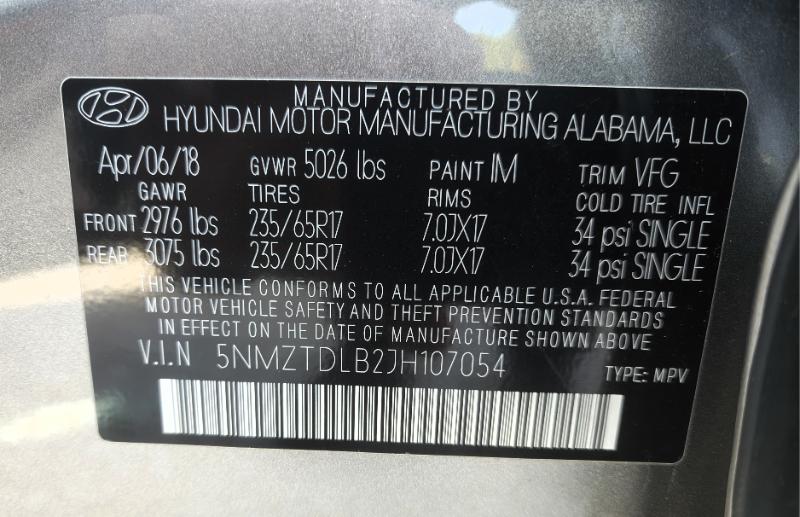 MANUFACTURED BY
HYUNDAI MOTOR MANUFACTURING ALABAMA, LLC
Apr/06/18 GVWR 5026 lbs PAINT IM TRIM VFG
GAWR TIRES RIMS COLD TIRE INFL
FRONT 2976 lbs 235/65R17 7.0JX17 34 psi SINGLE
REAR 3075 lbs 235/65R17 7.0JX17 34 psi SINGLE
THIS VEHICLE CONFORMS TO ALL APPLICABLE U.S.A. FEDERAL
MOTOR VEHICLE SAFETY AND THEFT PREVENTION STANDARDS
IN EFFECT ON THE DATE OF MANUFACTURE SHOWN ABOVE
V.I.N 5NMZTDLB2JH107054 TYPE: MPV